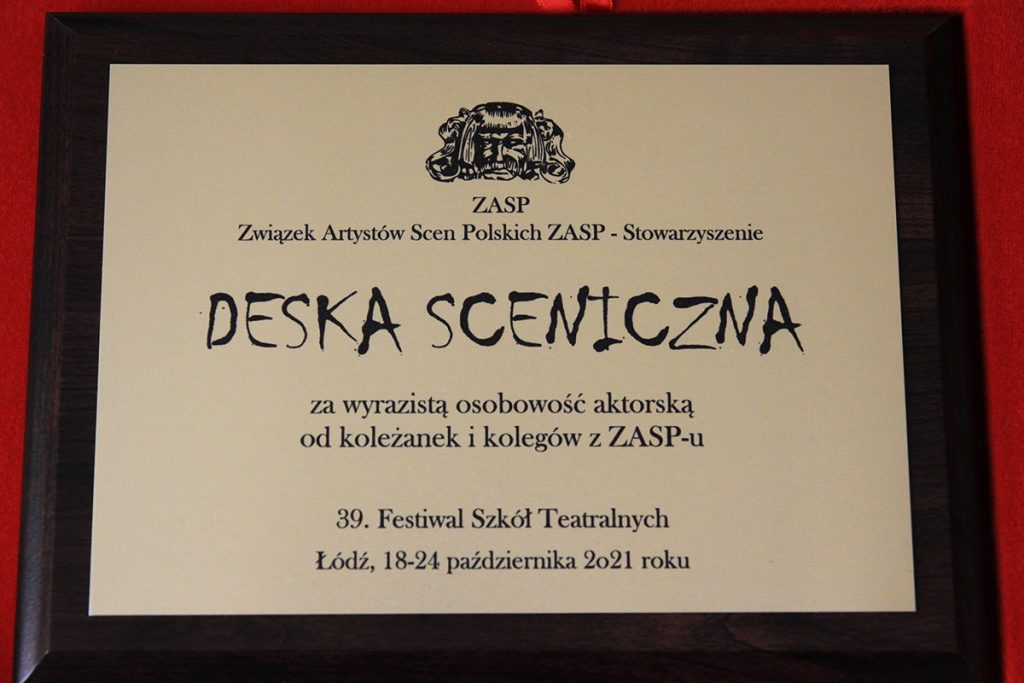 ZASP
Związek Artystów Scen Polskich ZASP - Stowarzyszenie
DESKA SCENICZNA
za wyrazistą osobowość aktorską
od koleżanek i kolegów z ZASP-u
39. Festiwal Szkół Teatralnych
Łódź, 18-24 października 2021 roku